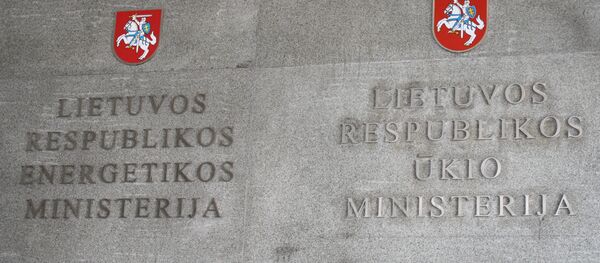 LIETUVOS
RESPUBLIKOS
ENERGETIKOS
MINISTERIJA
LIETUVOS
RESPUBLIKOS
ŪKIO
MINISTERIJA